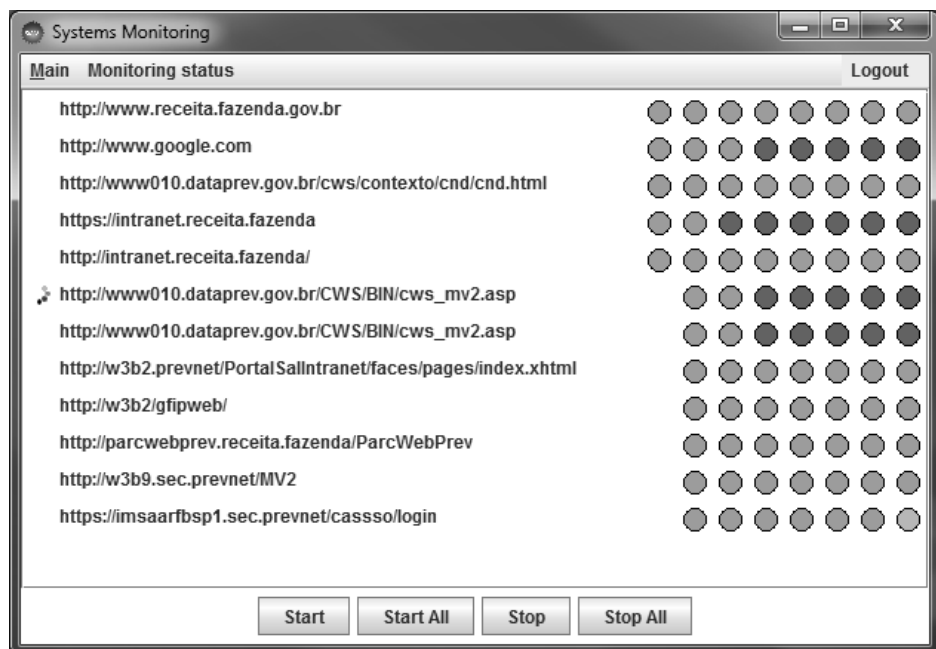 Systems Monitoring
Main Monitoring status Logout
http://www.receita.fazenda.gov.br
http://www.google.com
http://www010.dataprev.gov.br/cws/contexto/cnd/cnd.html
https://intranet.receita.fazenda
http://intranet.receita.fazenda/
http://www010.dataprev.gov.br/CWS/BIN/cws_mv2.asp
http://www010.dataprev.gov.br/CWS/BIN/cws_mv2.asp
http://w3b2.prevnet/PortalSalIntranet/faces/pages/index.xhtml
http://w3b2/gfipweb/
http://parcwebprev.receita.fazenda/ParcWebPrev
http://w3b9.sec.prevnet/MV2
https://imsaarfbsp1.sec.prevnet/cassso/login
Start Start All Stop Stop All